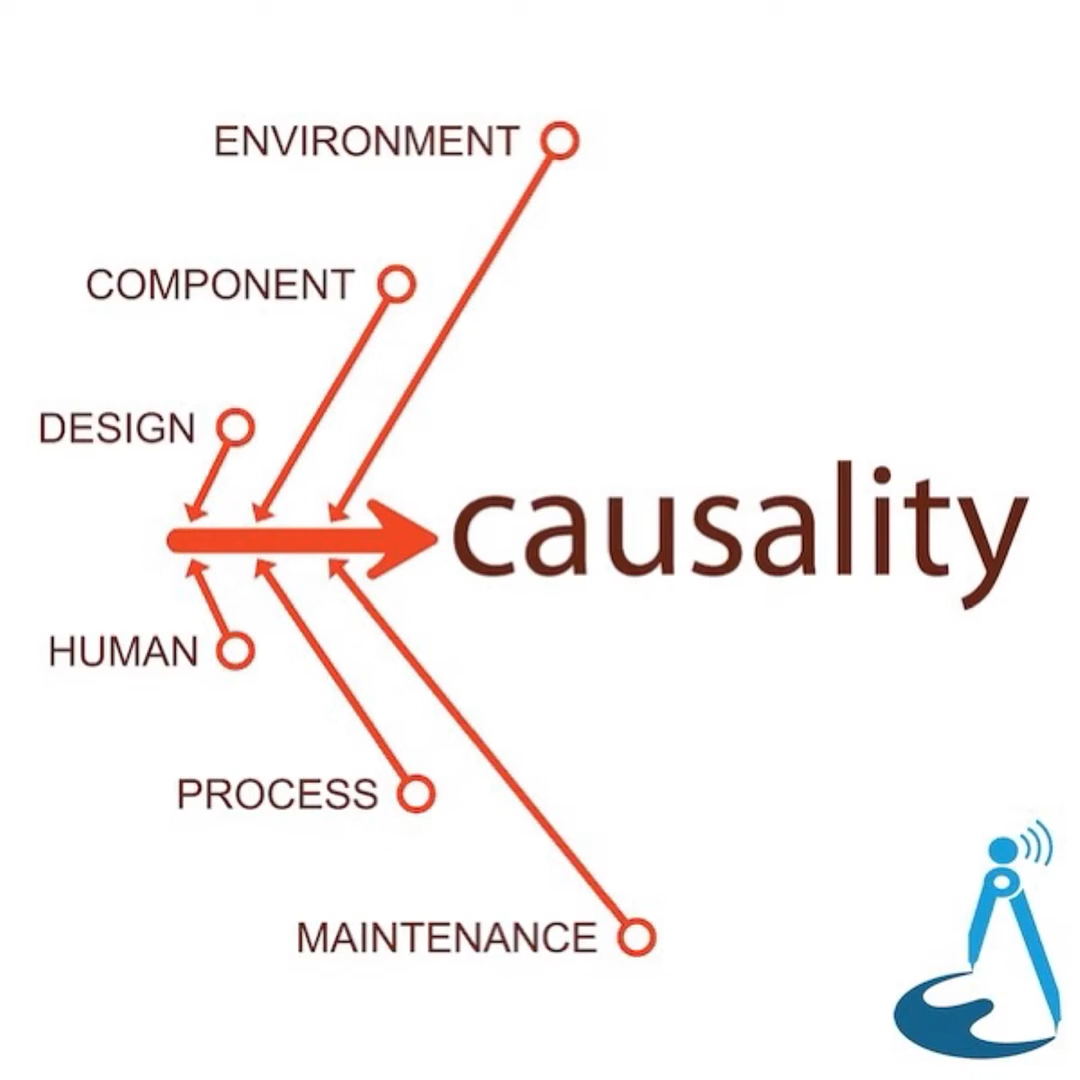 ENVIRONMENT
COMPONENT
DESIGN
causality
HUMAN
PROCESS
MAINTENANCE